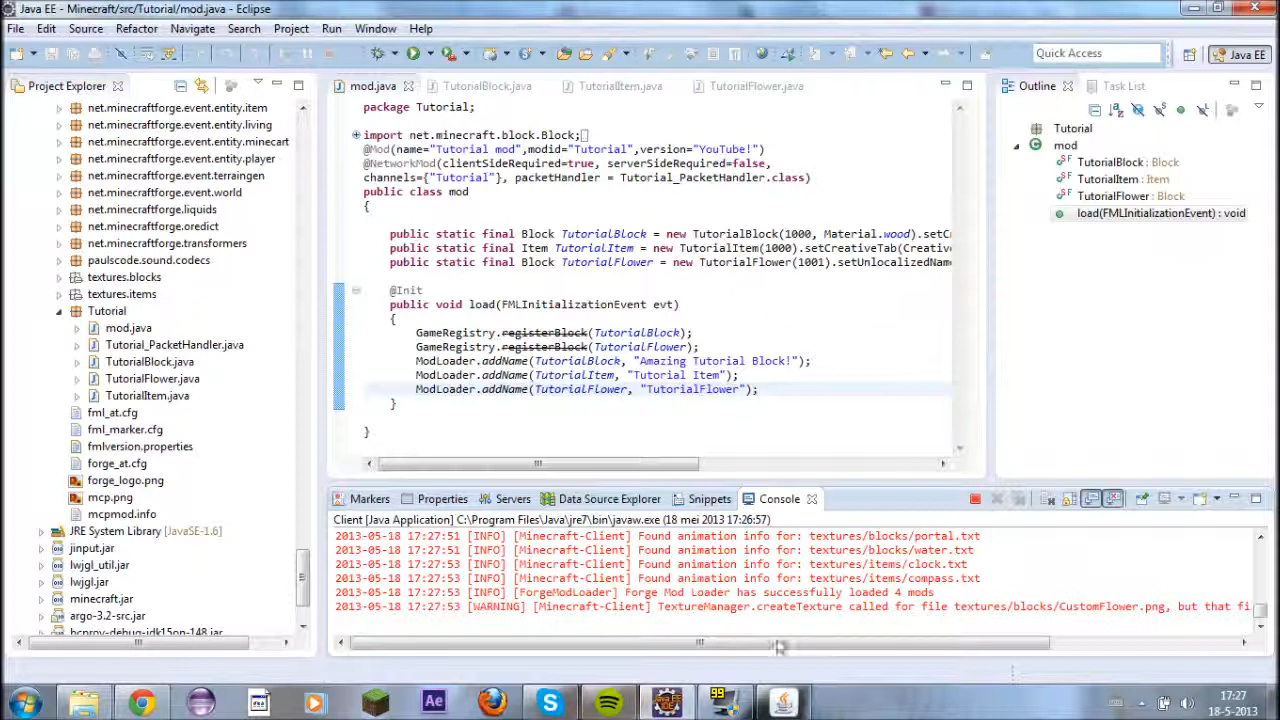 Java EE - Minecraft/src/Tutorial/mod.java - Eclipse
File Edit Source Refactor Navigate Search Project Run Window Help
Quick Access
Java EE
Project Explorer
net.minecraftforge.event.entity.item
net.minecraftforge.event.entity.living
net.minecraftforge.event.entity.minecart
net.minecraftforge.event.entity.player
net.minecraftforge.event.terraingen
net.minecraftforge.event.world
net.minecraftforge.liquids
net.minecraftforge.oredict
net.minecraftforge.transformers
paulscode.sound.codecs
textures.blocks
textures.items
Tutorial
mod.java
Tutorial_PacketHandler.java
TutorialBlock.java
TutorialFlower.java
TutorialItem.java
fml_at.cfg
fml_marker.cfg
fmlversion.properties
forge_at.cfg
forge_logo.png
mcp.png
mcpmod.info
JRE System Library [JavaSE-1.6]
jinput.jar
lwjgl_util.jar
lwjgl.jar
minecraft.jar
argo-3.2-src.jar
bcprov-debug-jdk15on-148.jar
mod.java TutorialBlock.java TutorialItem.java TutorialFlower.java
package Tutorial;
import net.minecraft.block.Block;
@Mod(name="Tutorial mod",modid="Tutorial",version="YouTube!")
@NetworkMod(clientSideRequired=true, serverSideRequired=false,
channels={"Tutorial"}, packetHandler = Tutorial_PacketHandler.class)
public class mod
{
public static final Block TutorialBlock = new TutorialBlock(1000, Material.wood).setC
public static final Item TutorialItem = new TutorialItem(1000).setCreativeTab(Creativ
public static final Block TutorialFlower = new TutorialFlower(1001).setUnlocalizedName
@Init
public void load(FMLInitializationEvent evt)
{
GameRegistry.registerBlock(TutorialBlock);
GameRegistry.registerBlock(TutorialFlower);
ModLoader.addName(TutorialBlock, "Amazing Tutorial Block!");
ModLoader.addName(TutorialItem, "Tutorial Item");
ModLoader.addName(TutorialFlower, "TutorialFlower");
}
}
Outline Task List
Tutorial
mod
TutorialBlock : Block
TutorialItem : Item
TutorialFlower : Block
load(FMLInitializationEvent) : void
Markers Properties Servers Data Source Explorer Snippets Console
Client [Java Application] C:\Program Files\Java\jre7\bin\javaw.exe (18 mei 2013 17:26:57)
2013-05-18 17:27:51 [INFO] [Minecraft-Client] Found animation info for: textures/blocks/portal.txt
2013-05-18 17:27:51 [INFO] [Minecraft-Client] Found animation info for: textures/blocks/water.txt
2013-05-18 17:27:53 [INFO] [Minecraft-Client] Found animation info for: textures/items/clock.txt
2013-05-18 17:27:53 [INFO] [Minecraft-Client] Found animation info for: textures/items/compass.txt
2013-05-18 17:27:53 [INFO] [ForgeModLoader] Forge Mod Loader has successfully loaded 4 mods
2013-05-18 17:27:53 [WARNING] [Minecraft-Client] TextureManager.createTexture called for file textures/blocks/CustomFlower.png, but that fi
Ae
Java EE
IDE
99
17:27
18-5-2013